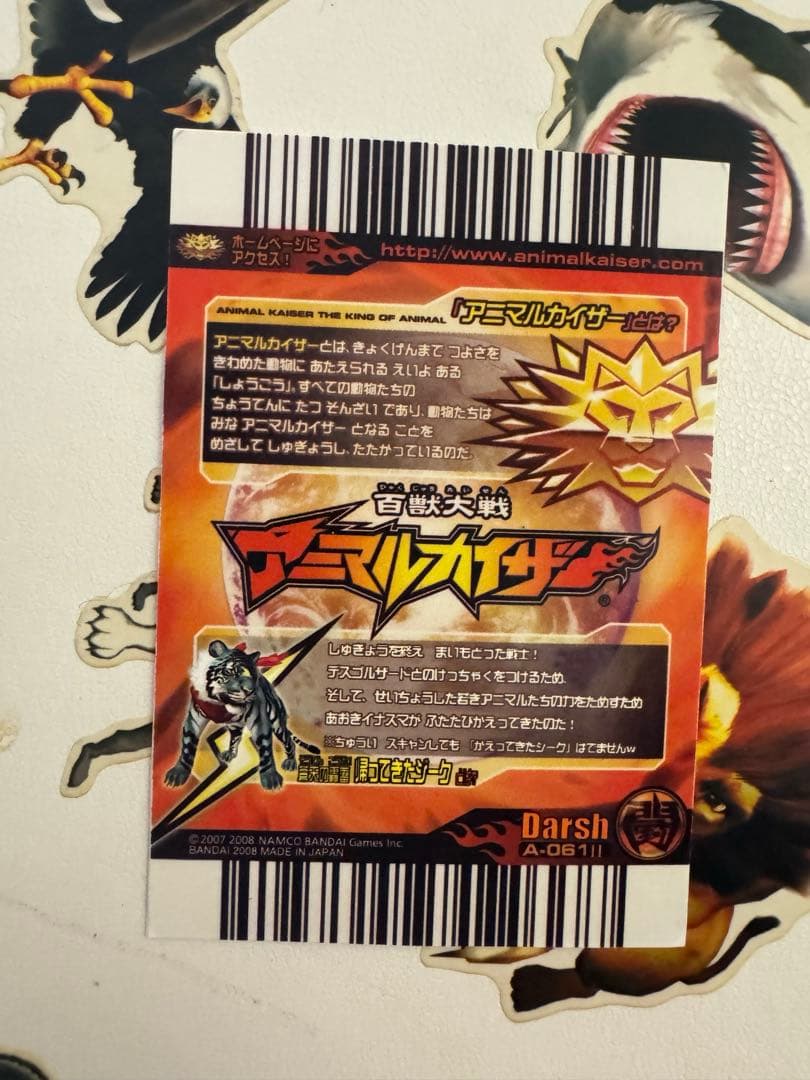 ホームページに
アクセス!
http://www.animalkaiser.com
ANIMAL KAISER THE KING OF ANIMAL 「アニマルカイザー」とは?
アニマルカイザーとは、きょくげんまで つよさを
きわめた動物に あたえられる えいよ ある
「しょうごう」。すべての動物たちの
ちょうてんに たつ そんざい であり、動物たちは
みな アニマルカイザー となる ことを
めざして しゅぎょうし、たたかっているのだ。
百獣大戦
アニマルカイザー
®
しゅぎょうを終え まいもどった戦士!
デスゴルザードとのけっちゃくをつけるため、
そして、せいちょうした若きアニマルたちの力をためすため
あおきイナズマが ふたたびかえってきたのだ!
※ちゅうい スキャンしても 「かえってきたジーク」はでませんw
帰ってきたジーク 改
Darsh
A-061II
闘
©2007 2008 NAMCO BANDAI Games Inc.
BANDAI 2008 MADE IN JAPAN